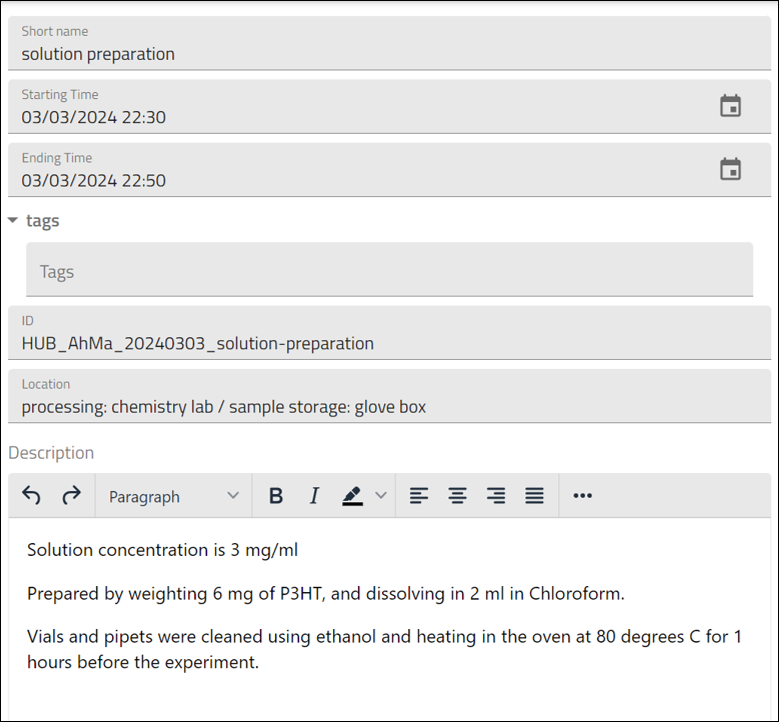 Short name
solution preparation
Starting Time
03/03/2024 22:30
Ending Time
03/03/2024 22:50
tags
Tags
ID
HUB_AhMa_20240303_solution-preparation
Location
processing: chemistry lab / sample storage: glove box
Description
Paragraph B I
Solution concentration is 3 mg/ml
Prepared by weighting 6 mg of P3HT, and dissolving in 2 ml in Chloroform.
Vials and pipets were cleaned using ethanol and heating in the oven at 80 degrees C for 1
hours before the experiment.